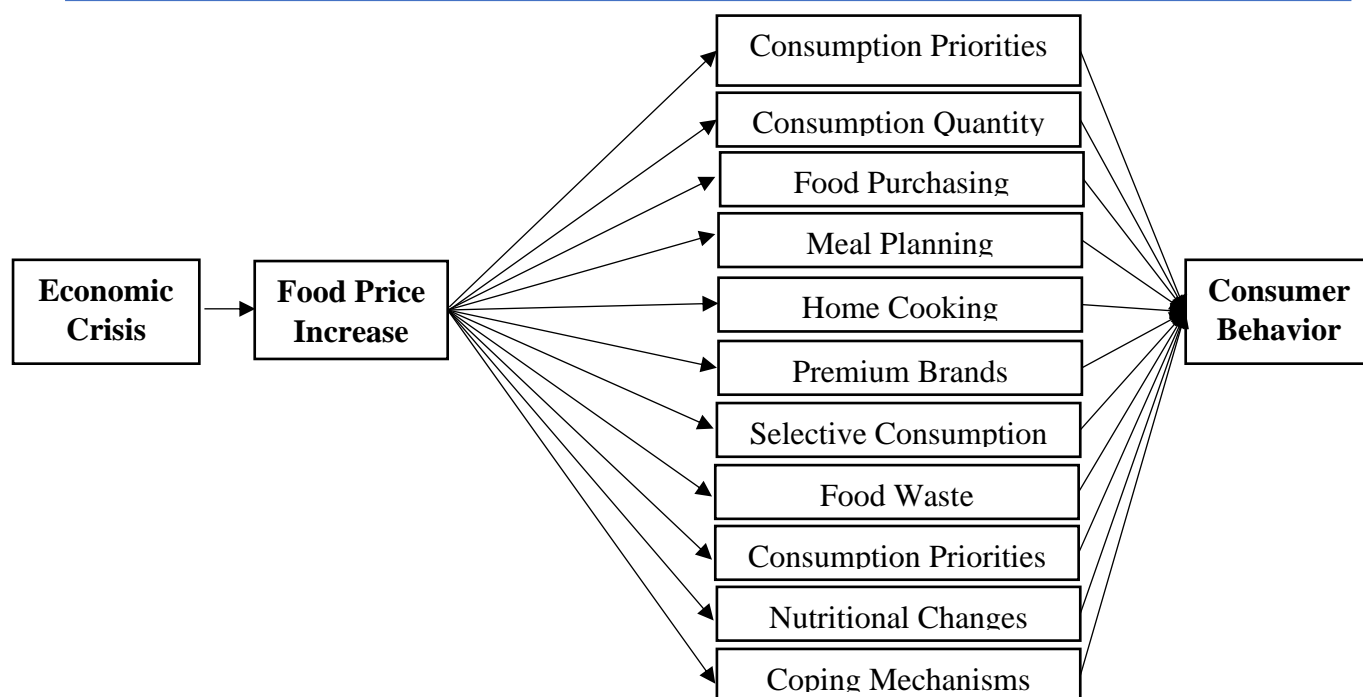 Economic
Crisis
Food Price
Increase
Consumption Priorities
Consumption Quantity
Food Purchasing
Meal Planning
Home Cooking
Premium Brands
Selective Consumption
Food Waste
Consumption Priorities
Nutritional Changes
Coping Mechanisms
Consumer
Behavior